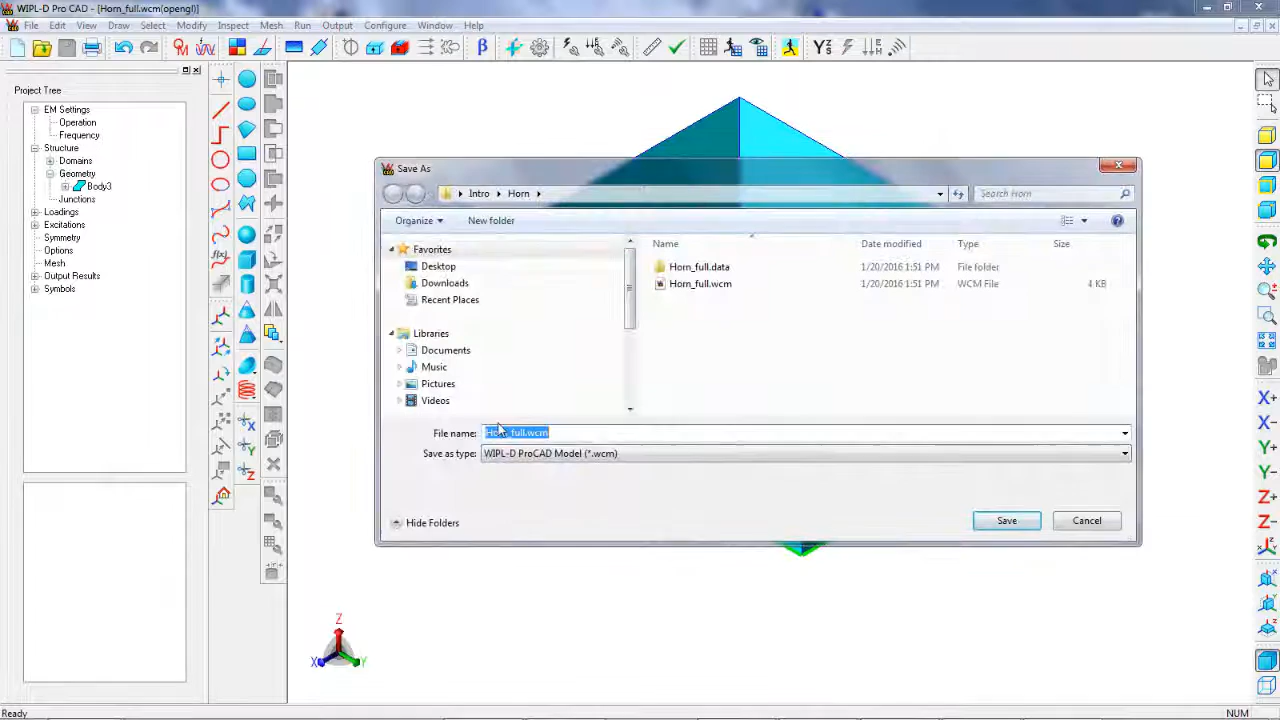 WIPL-D Pro CAD - [Horn_full.wcm(opengl)]
File Edit View Draw Select Modify Inspect Mesh Run Output Configure Window Help
Project Tree
EM Settings
Operation
Frequency
Structure
Domains
Geometry
Body3
Junctions
Loadings
Excitations
Symmetry
Options
Mesh
Output Results
Symbols
Save As
Intro Horn
Search Horn
Organize New folder
Favorites
Desktop
Downloads
Recent Places
Libraries
Documents
Music
Pictures
Videos
Name Date modified Type Size
Horn_full.data 1/20/2016 1:51 PM File folder
Horn_full.wcm 1/20/2016 1:51 PM WCM File 4 KB
File name: Horn_full.wcm
Save as type: WIPL-D ProCAD Model (*.wcm)
Hide Folders Save Cancel
f(x)
X
Y
Z
β
Ys
X+
X-
Y+
Y-
Z+
Z-
Z
X Y
Ready NUM